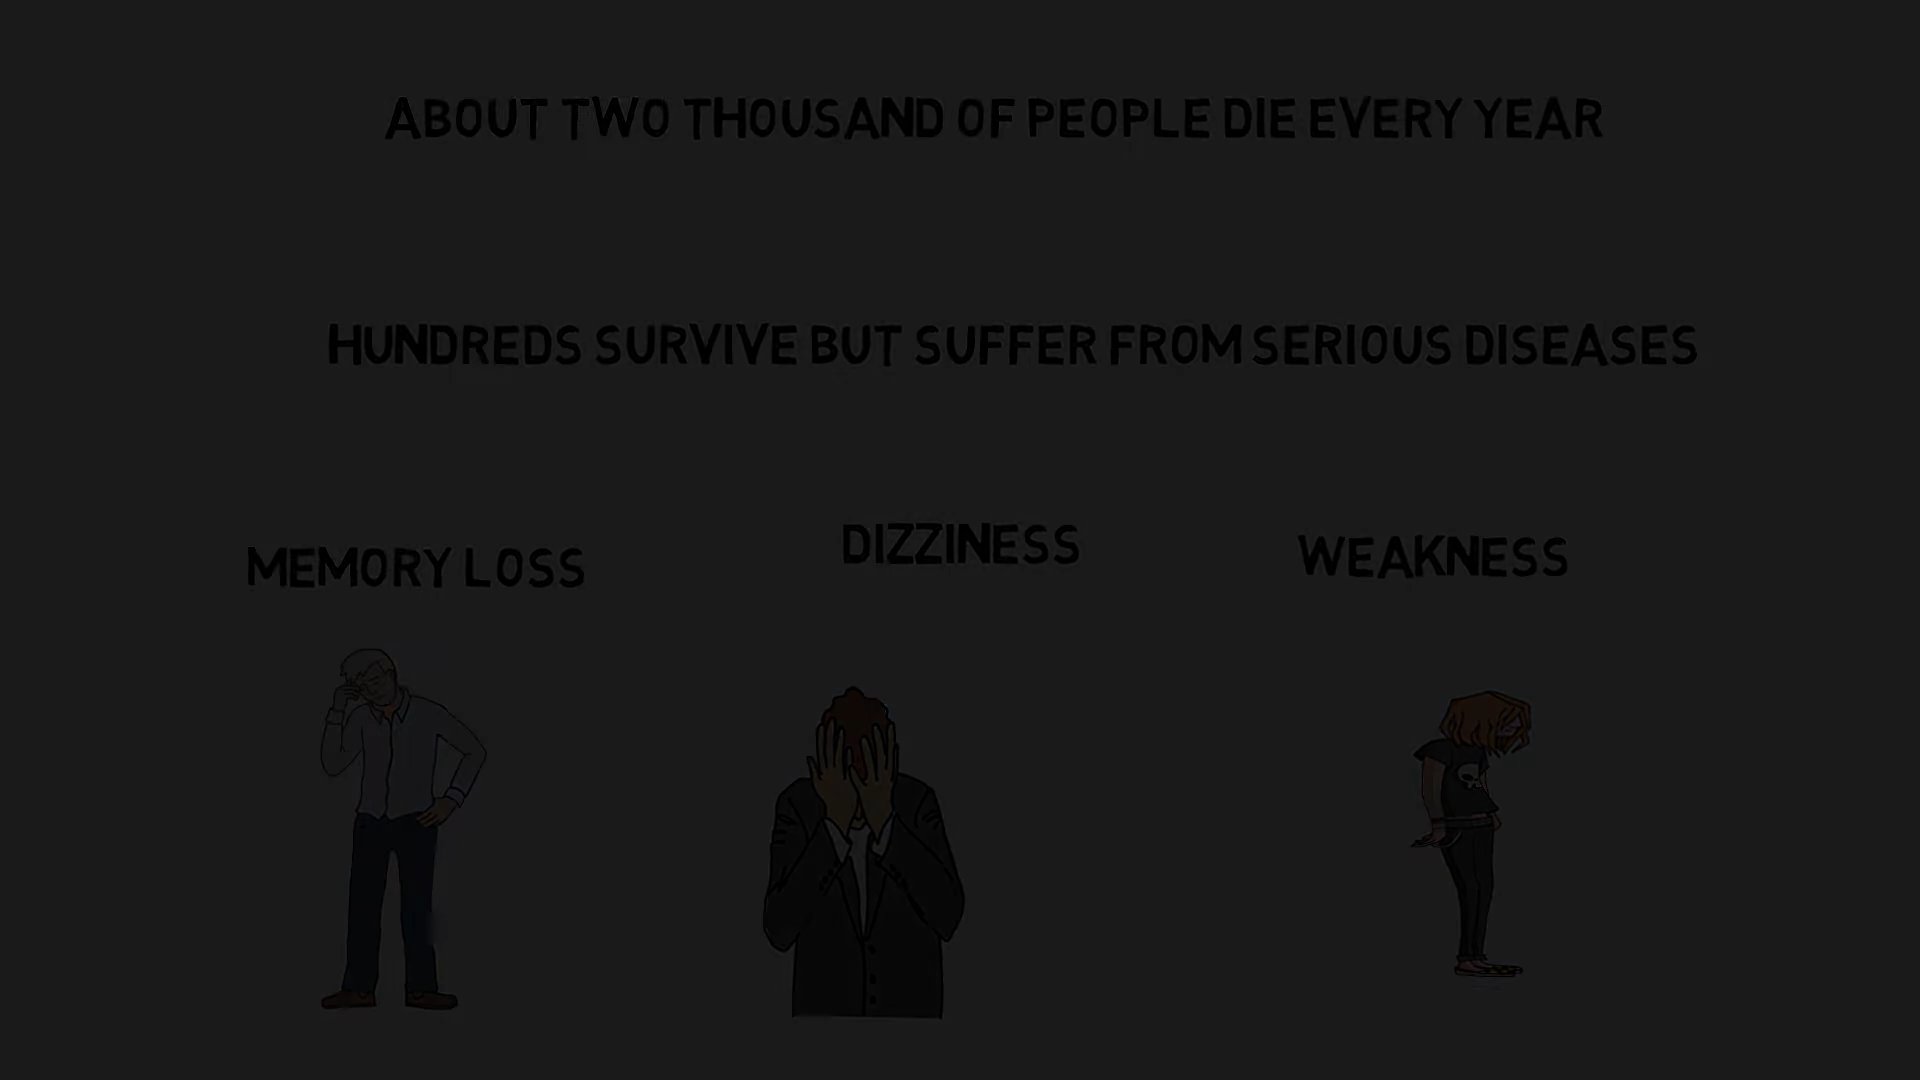 ABOUT TWO THOUSAND OF PEOPLE DIE EVERY YEAR
HUNDREDS SURVIVE BUT SUFFER FROM SERIOUS DISEASES
MEMORY LOSS
DIZZINESS
WEAKNESS